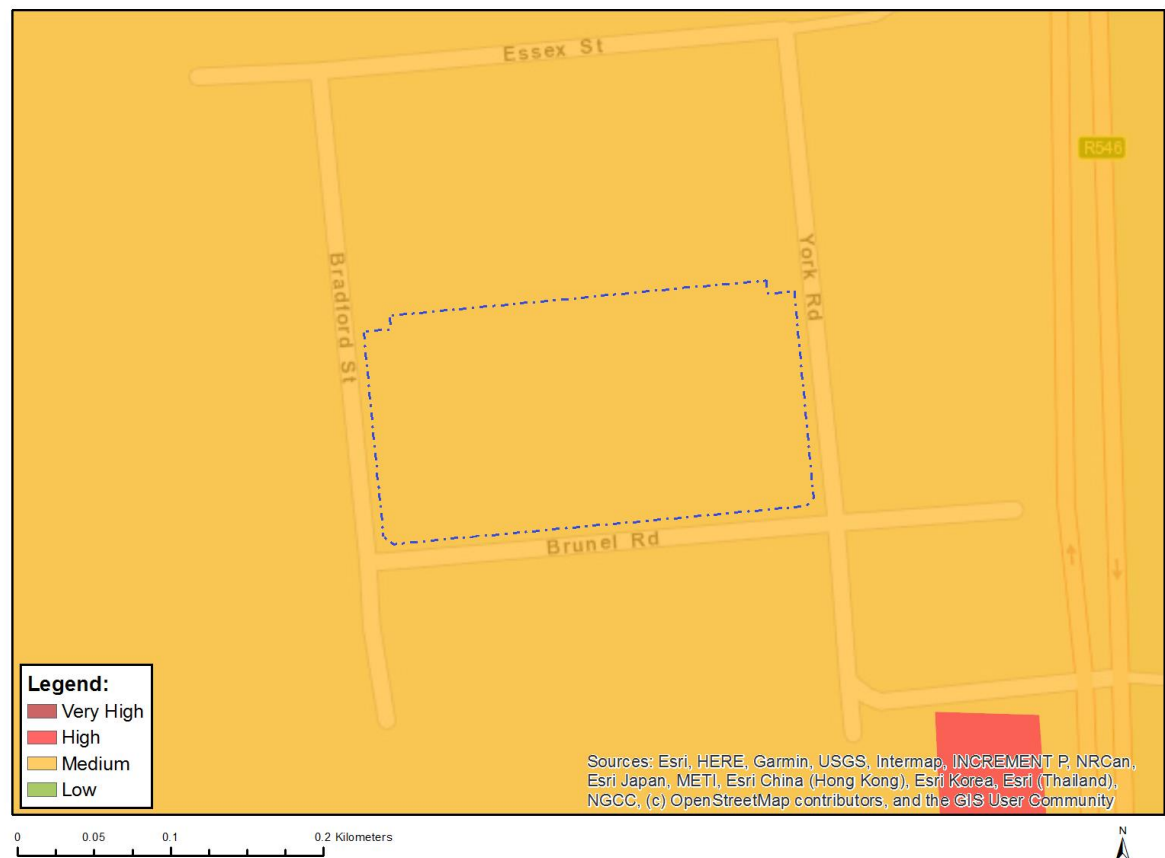 Essex St
R546
York Rd
Bradford St
Brunel Rd
Legend:
Very High
High
Medium
Low
Sources: Esri, HERE, Garmin, USGS, Intermap, INCREMENT P, NRCan,
Esri Japan, METI, Esri China (Hong Kong), Esri Korea, Esri (Thailand),
NGCC, (c) OpenStreetMap contributors, and the GIS User Community
0 0.05 0.1 0.2 Kilometers
N